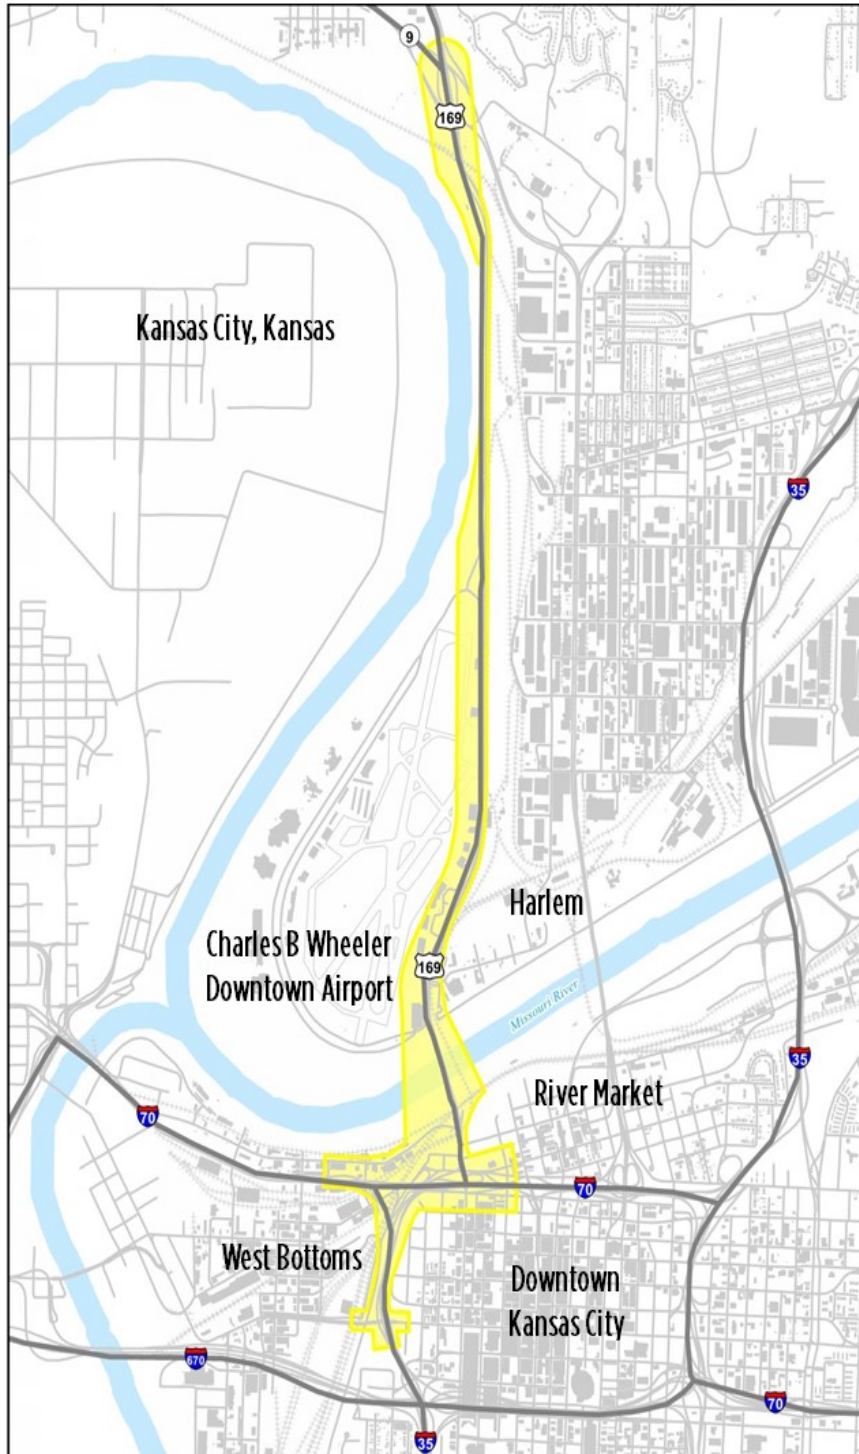 9
169
Kansas City, Kansas
35
Harlem
Charles B Wheeler
Downtown Airport
169
Missouri River
35
River Market
70
70
West Bottoms
Downtown
Kansas City
670
70
35